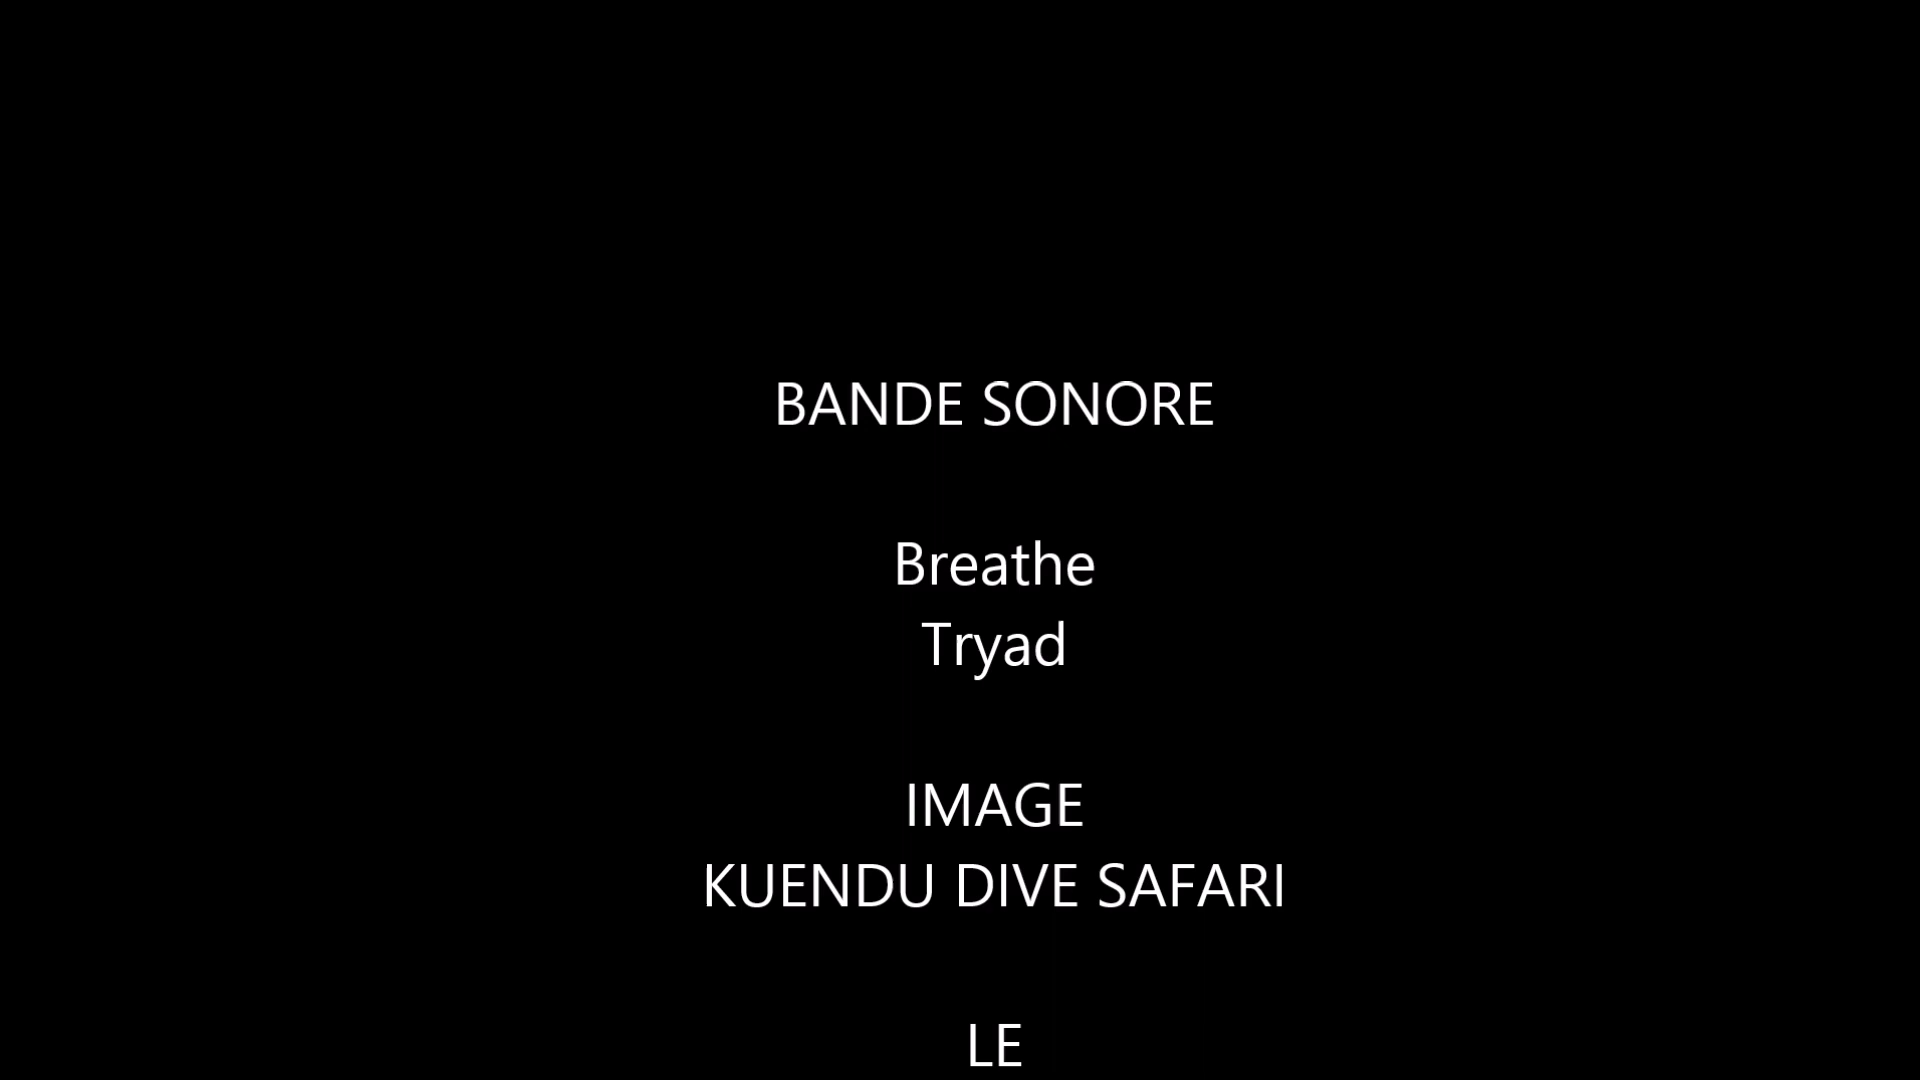 BANDE SONORE
Breathe
Tryad
IMAGE
KUENDU DIVE SAFARI
LE